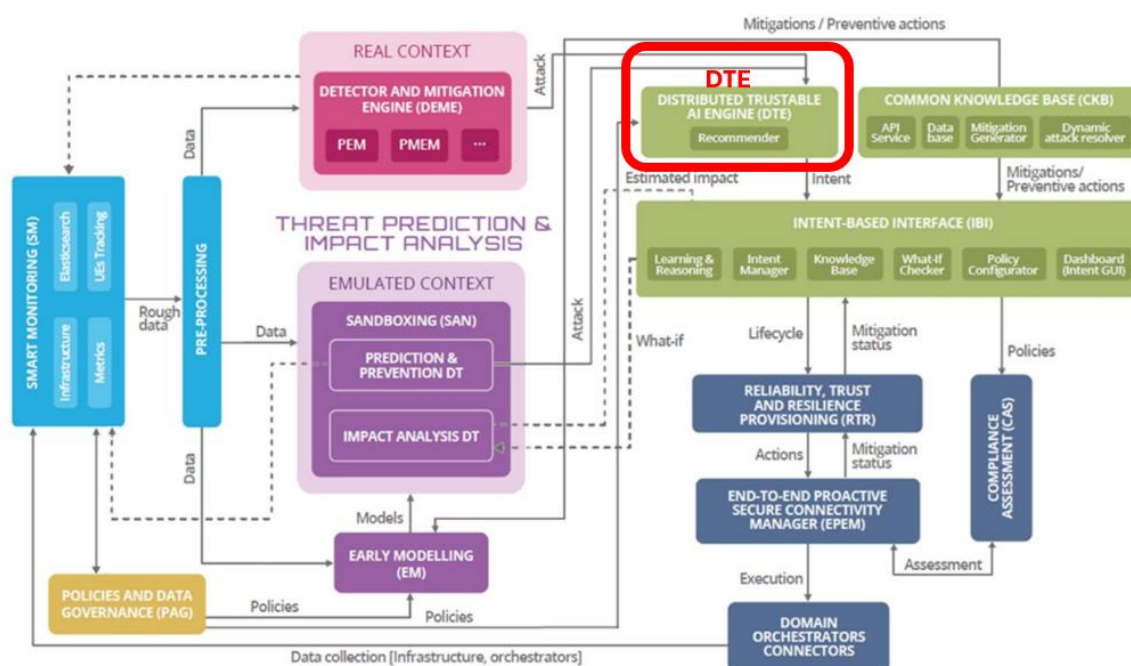 Mitigations / Preventive actions
REAL CONTEXT
DETECTOR AND MITIGATION
ENGINE (DEME)
PEM
PMEM
...
Attack
DTE
DISTRIBUTED TRUSTABLE
AI ENGINE (DTE)
Recommender
COMMON KNOWLEDGE BASE (CKB)
API
Service
Data
base
Mitigation
Generator
Dynamic
attack resolver
Data
Estimated impact
Intent
Mitigations/
Preventive actions
SMART MONITORING (SM)
Elasticsearch
UEs Tracking
Infrastructure
Metrics
Rough
data
PRE-PROCESSING
Data
THREAT PREDICTION &
IMPACT ANALYSIS
EMULATED CONTEXT
SANDBOXING (SAN)
PREDICTION &
PREVENTION DT
IMPACT ANALYSIS DT
Attack
INTENT-BASED INTERFACE (IBI)
Learning &
Reasoning
Intent
Manager
Knowledge
Base
What-If
Checker
Policy
Configurator
Dashboard
(Intent GUI)
What-if
Lifecycle
Mitigation
status
Policies
RELIABILITY, TRUST
AND RESILIENCE
PROVISIONING (RTR)
COMPLIANCE
ASSESSMENT (CAS)
Actions
Mitigation
status
Data
Models
END-TO-END PROACTIVE
SECURE CONNECTIVITY
MANAGER (EPEM)
EARLY MODELLING
(EM)
Assessment
Execution
POLICIES AND DATA
GOVERNANCE (PAG)
Policies
Policies
DOMAIN
ORCHESTRATORS
CONNECTORS
Data collection [Infrastructure, orchestrators]